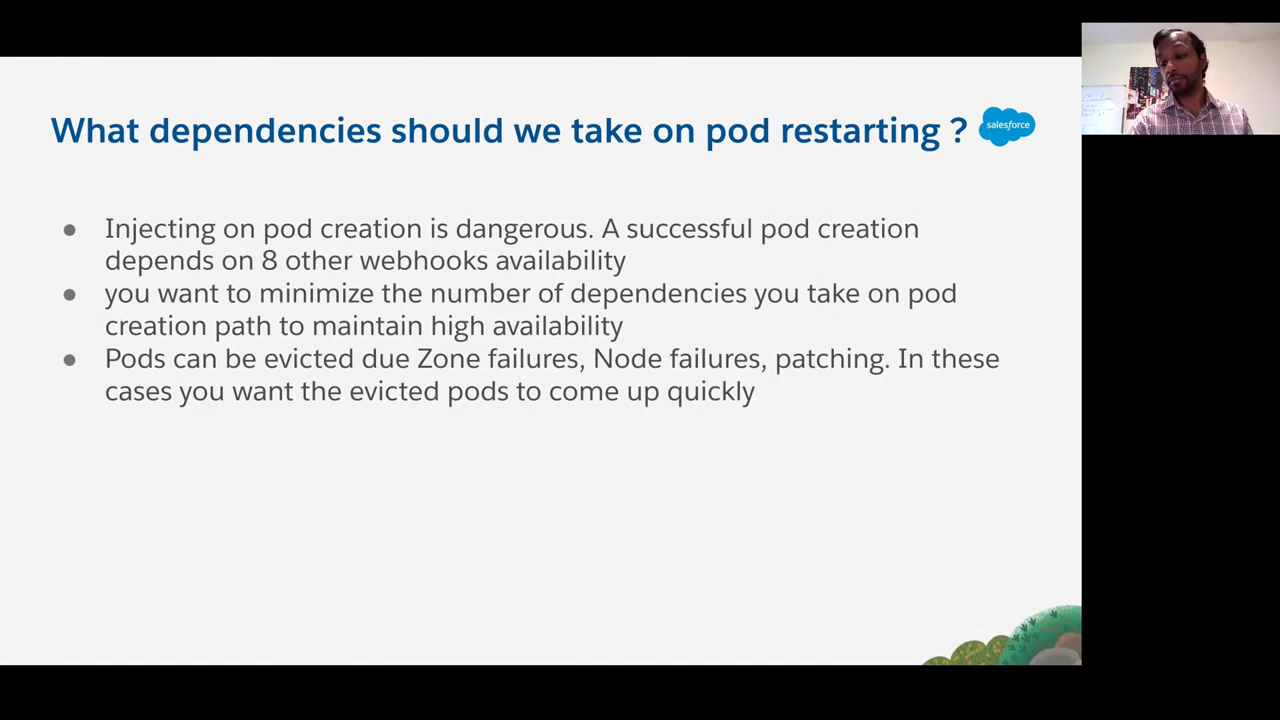 What dependencies should we take on pod restarting ?
salesforce
● Injecting on pod creation is dangerous. A successful pod creation
depends on 8 other webhooks availability
● you want to minimize the number of dependencies you take on pod
creation path to maintain high availability
● Pods can be evicted due Zone failures, Node failures, patching. In these
cases you want the evicted pods to come up quickly